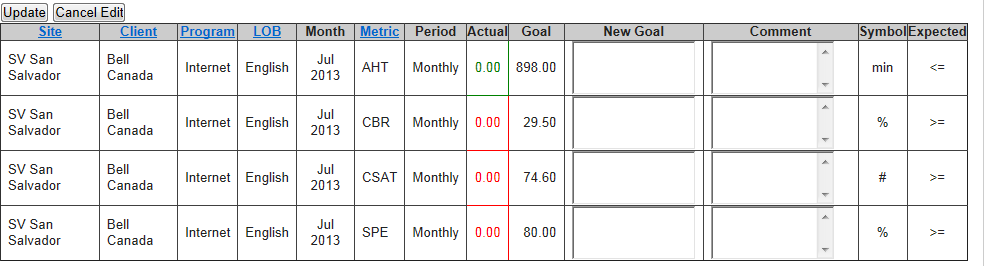 Update Cancel Edit
Site Client Program LOB Month Metric Period Actual Goal New Goal Comment Symbol Expected
SV San Salvador Bell Canada Internet English Jul 2013 AHT Monthly 0.00 898.00 min <=
SV San Salvador Bell Canada Internet English Jul 2013 CBR Monthly 0.00 29.50 % >=
SV San Salvador Bell Canada Internet English Jul 2013 CSAT Monthly 0.00 74.60 # >=
SV San Salvador Bell Canada Internet English Jul 2013 SPE Monthly 0.00 80.00 % >=